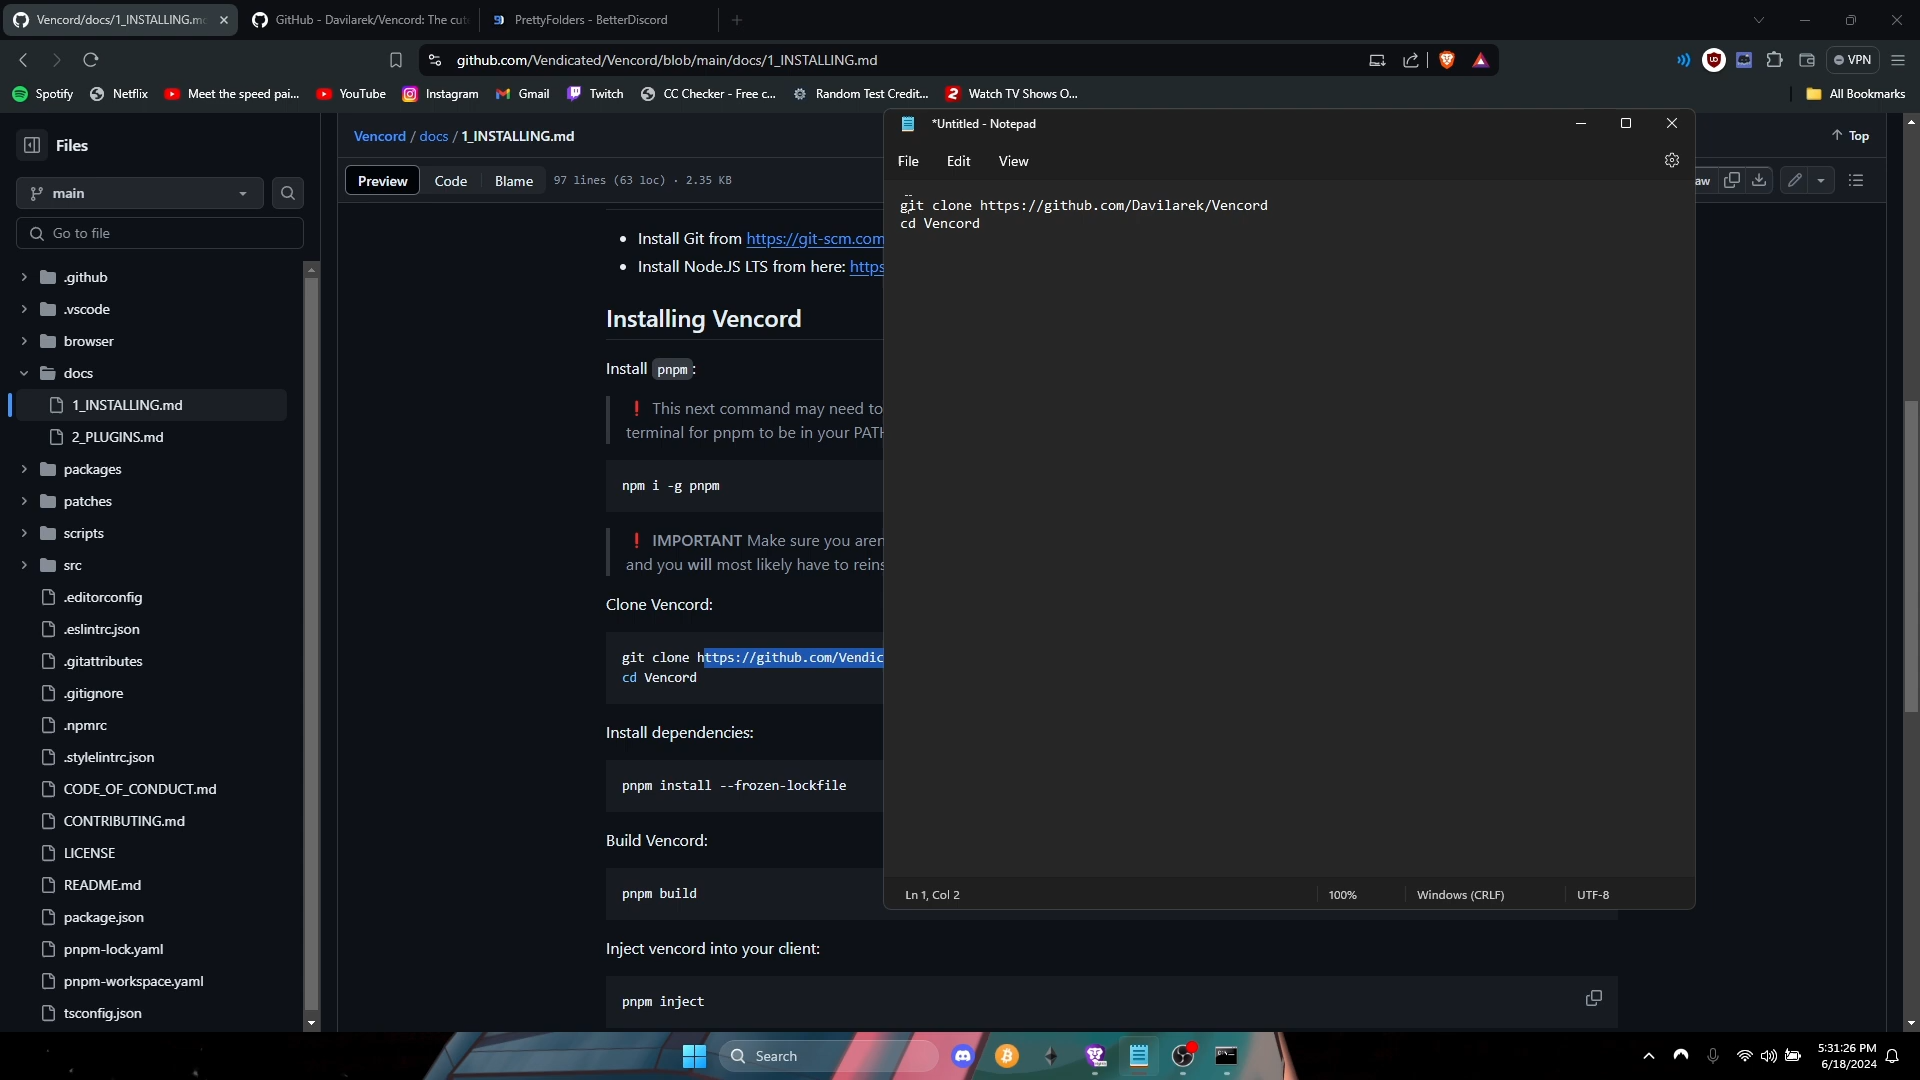 Vencord/docs/1_INSTALLING.m
GitHub - Davilarek/Vencord: The cut
PrettyFolders - BetterDiscord
github.com/Vendicated/Vencord/blob/main/docs/1_INSTALLING.md
VPN
Spotify
Netflix
Meet the speed pai...
YouTube
Instagram
Gmail
Twitch
CC Checker - Free c...
Random Test Credit...
Watch TV Shows O...
All Bookmarks
Files
main
Go to file
.github
.vscode
browser
docs
1_INSTALLING.md
2_PLUGINS.md
packages
patches
scripts
src
.editorconfig
.eslintrc.json
.gitattributes
.gitignore
.npmrc
.stylelintrc.json
CODE_OF_CONDUCT.md
CONTRIBUTING.md
LICENSE
README.md
package.json
pnpm-lock.yaml
pnpm-workspace.yaml
tsconfig.json
Vencord / docs / 1_INSTALLING.md
Top
Preview
Code
Blame
97 lines (63 loc) · 2.35 KB
aw
• Install Git from https://git-scm.com
• Install Node.JS LTS from here: https
Installing Vencord
Install pnpm:
❗ This next command may need to
terminal for pnpm to be in your PATH
npm i -g pnpm
❗ IMPORTANT Make sure you aren
and you will most likely have to reins
Clone Vencord:
git clone https://github.com/Vendic
cd Vencord
Install dependencies:
pnpm install --frozen-lockfile
Build Vencord:
pnpm build
Inject vencord into your client:
pnpm inject
*Untitled - Notepad
File
Edit
View
git clone https://github.com/Davilarek/Vencord
cd Vencord
Ln 1, Col 2
100%
Windows (CRLF)
UTF-8
Search
5:31:26 PM
6/18/2024